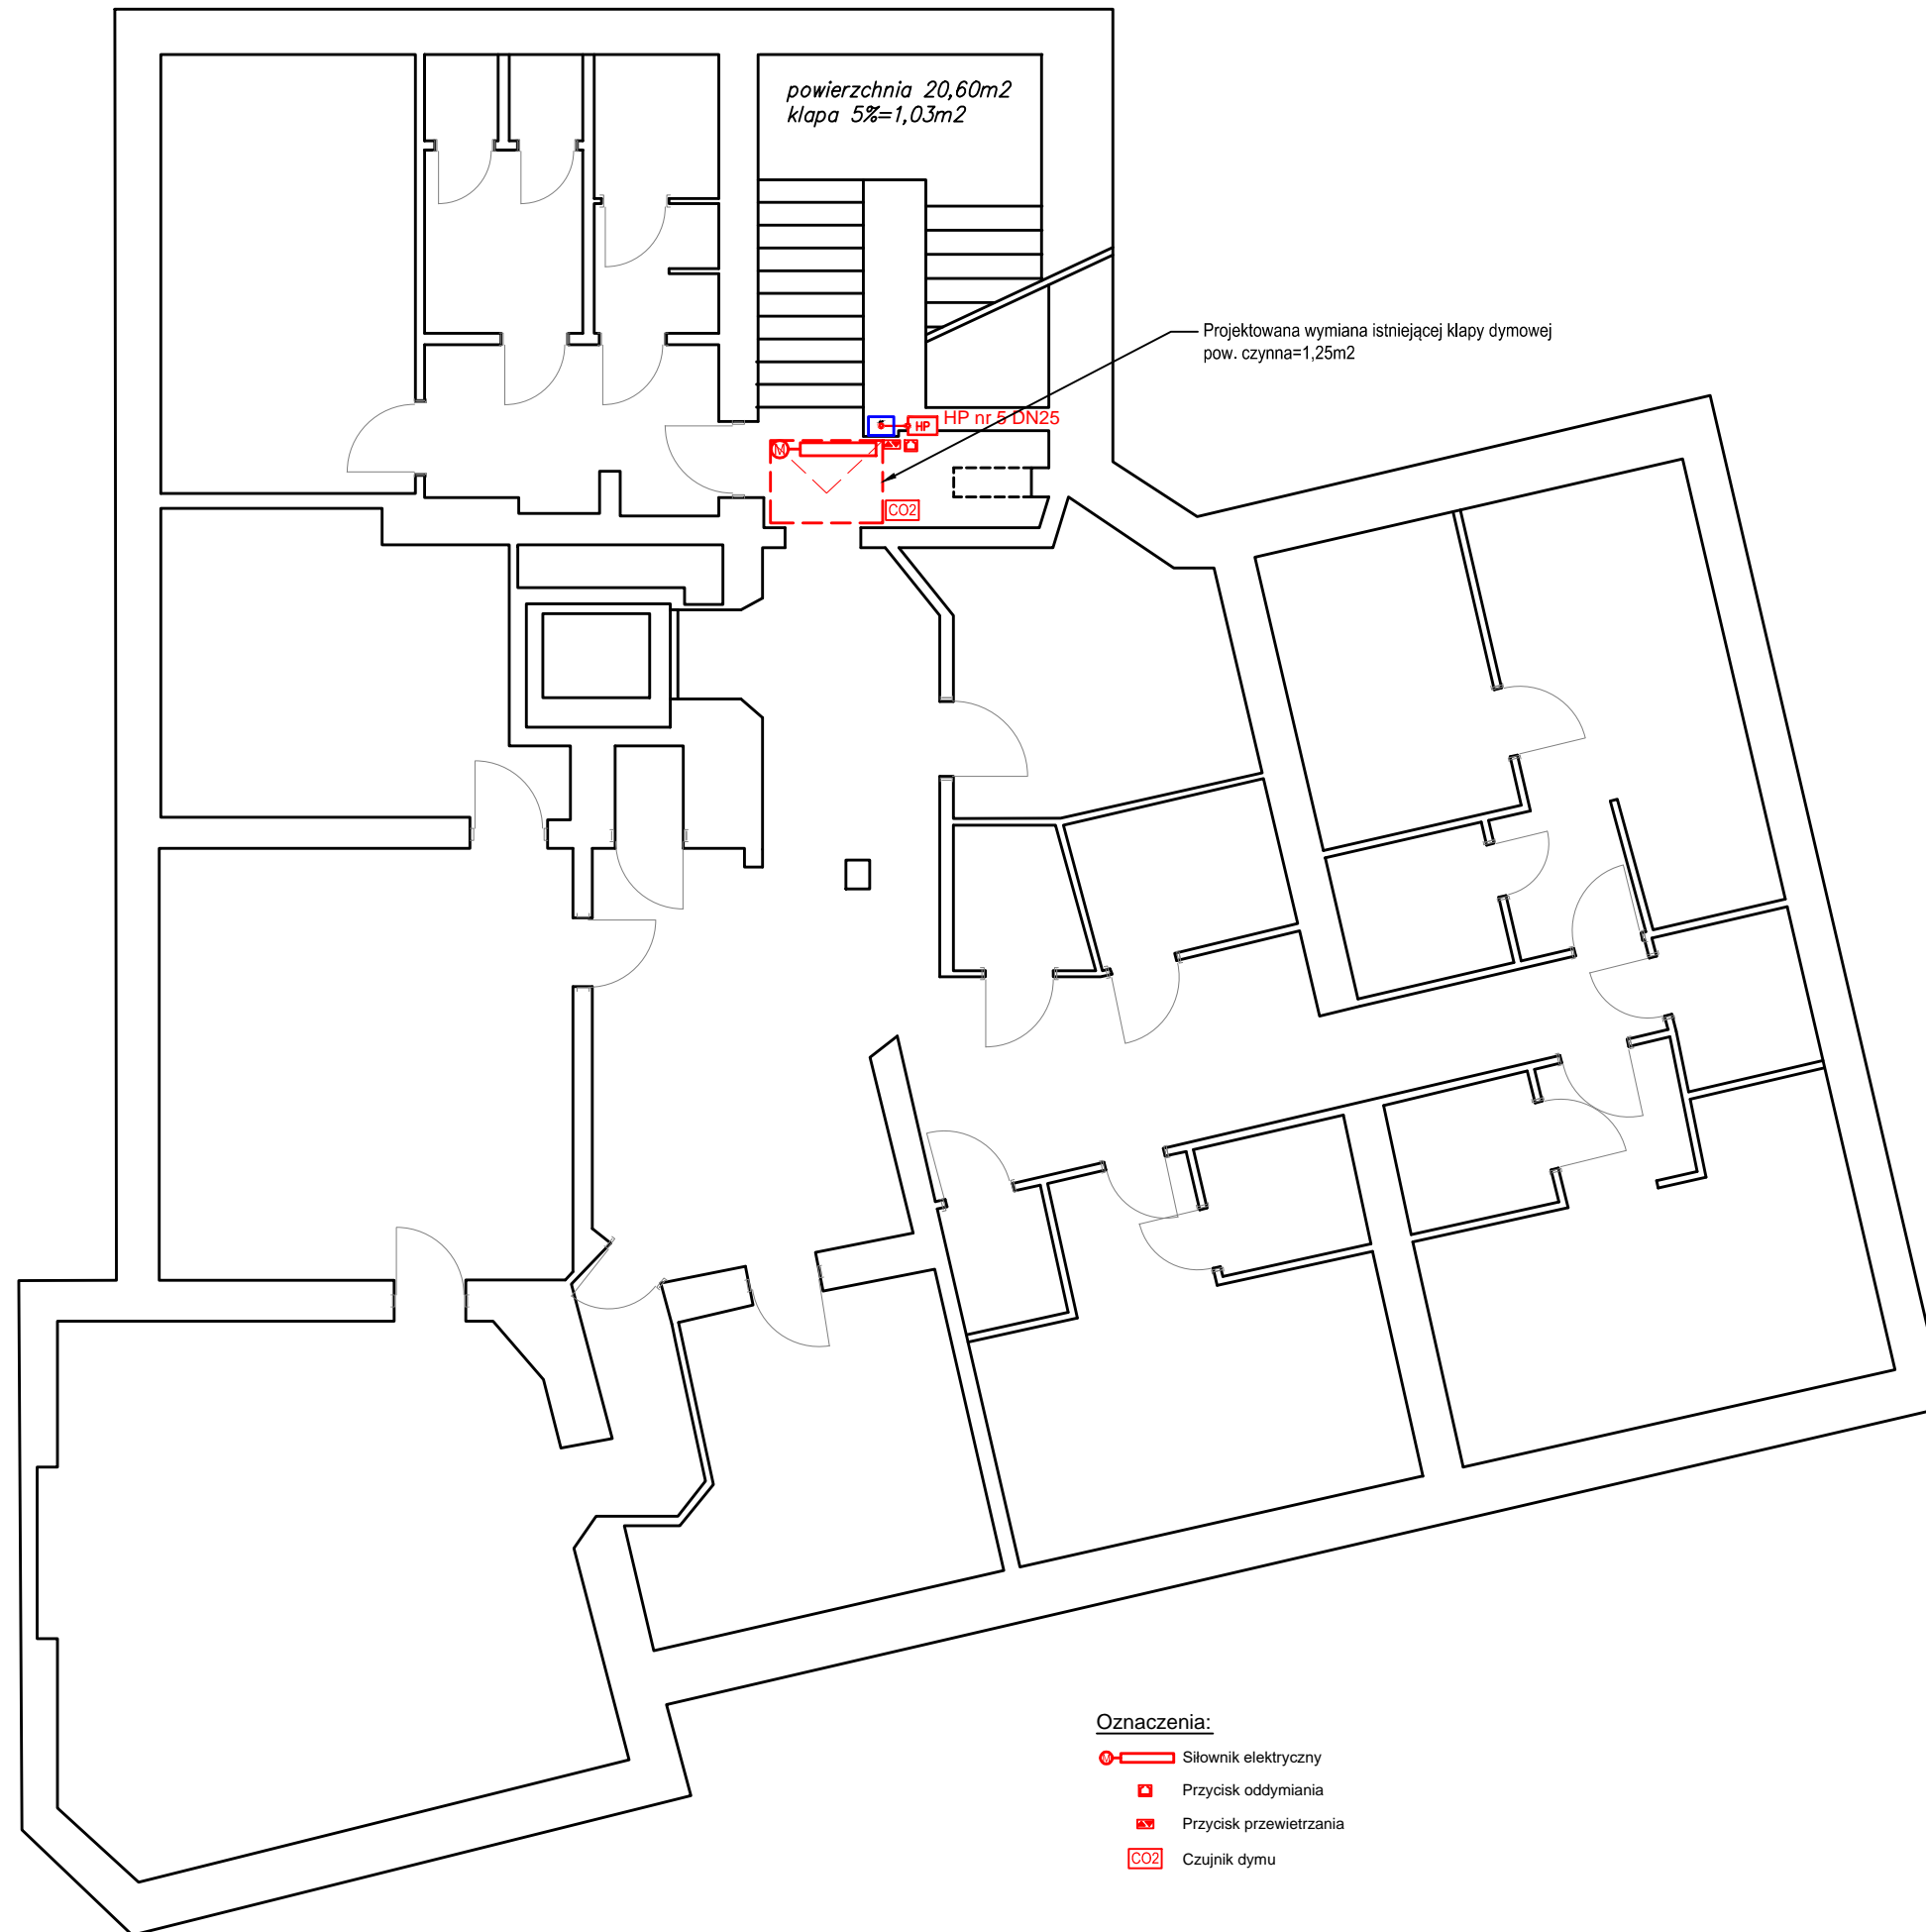 powierzchnia 20,60m2
klapa 5%=1,03m2
Projektowana wymiana istniejącej klapy dymowej
pow. czynna=1,25m2
HP HP nr 5 DN25
M
CO2
Oznaczenia:
M Siłownik elektryczny
Przycisk oddymiania
Przycisk przewietrzania
CO2 Czujnik dymu